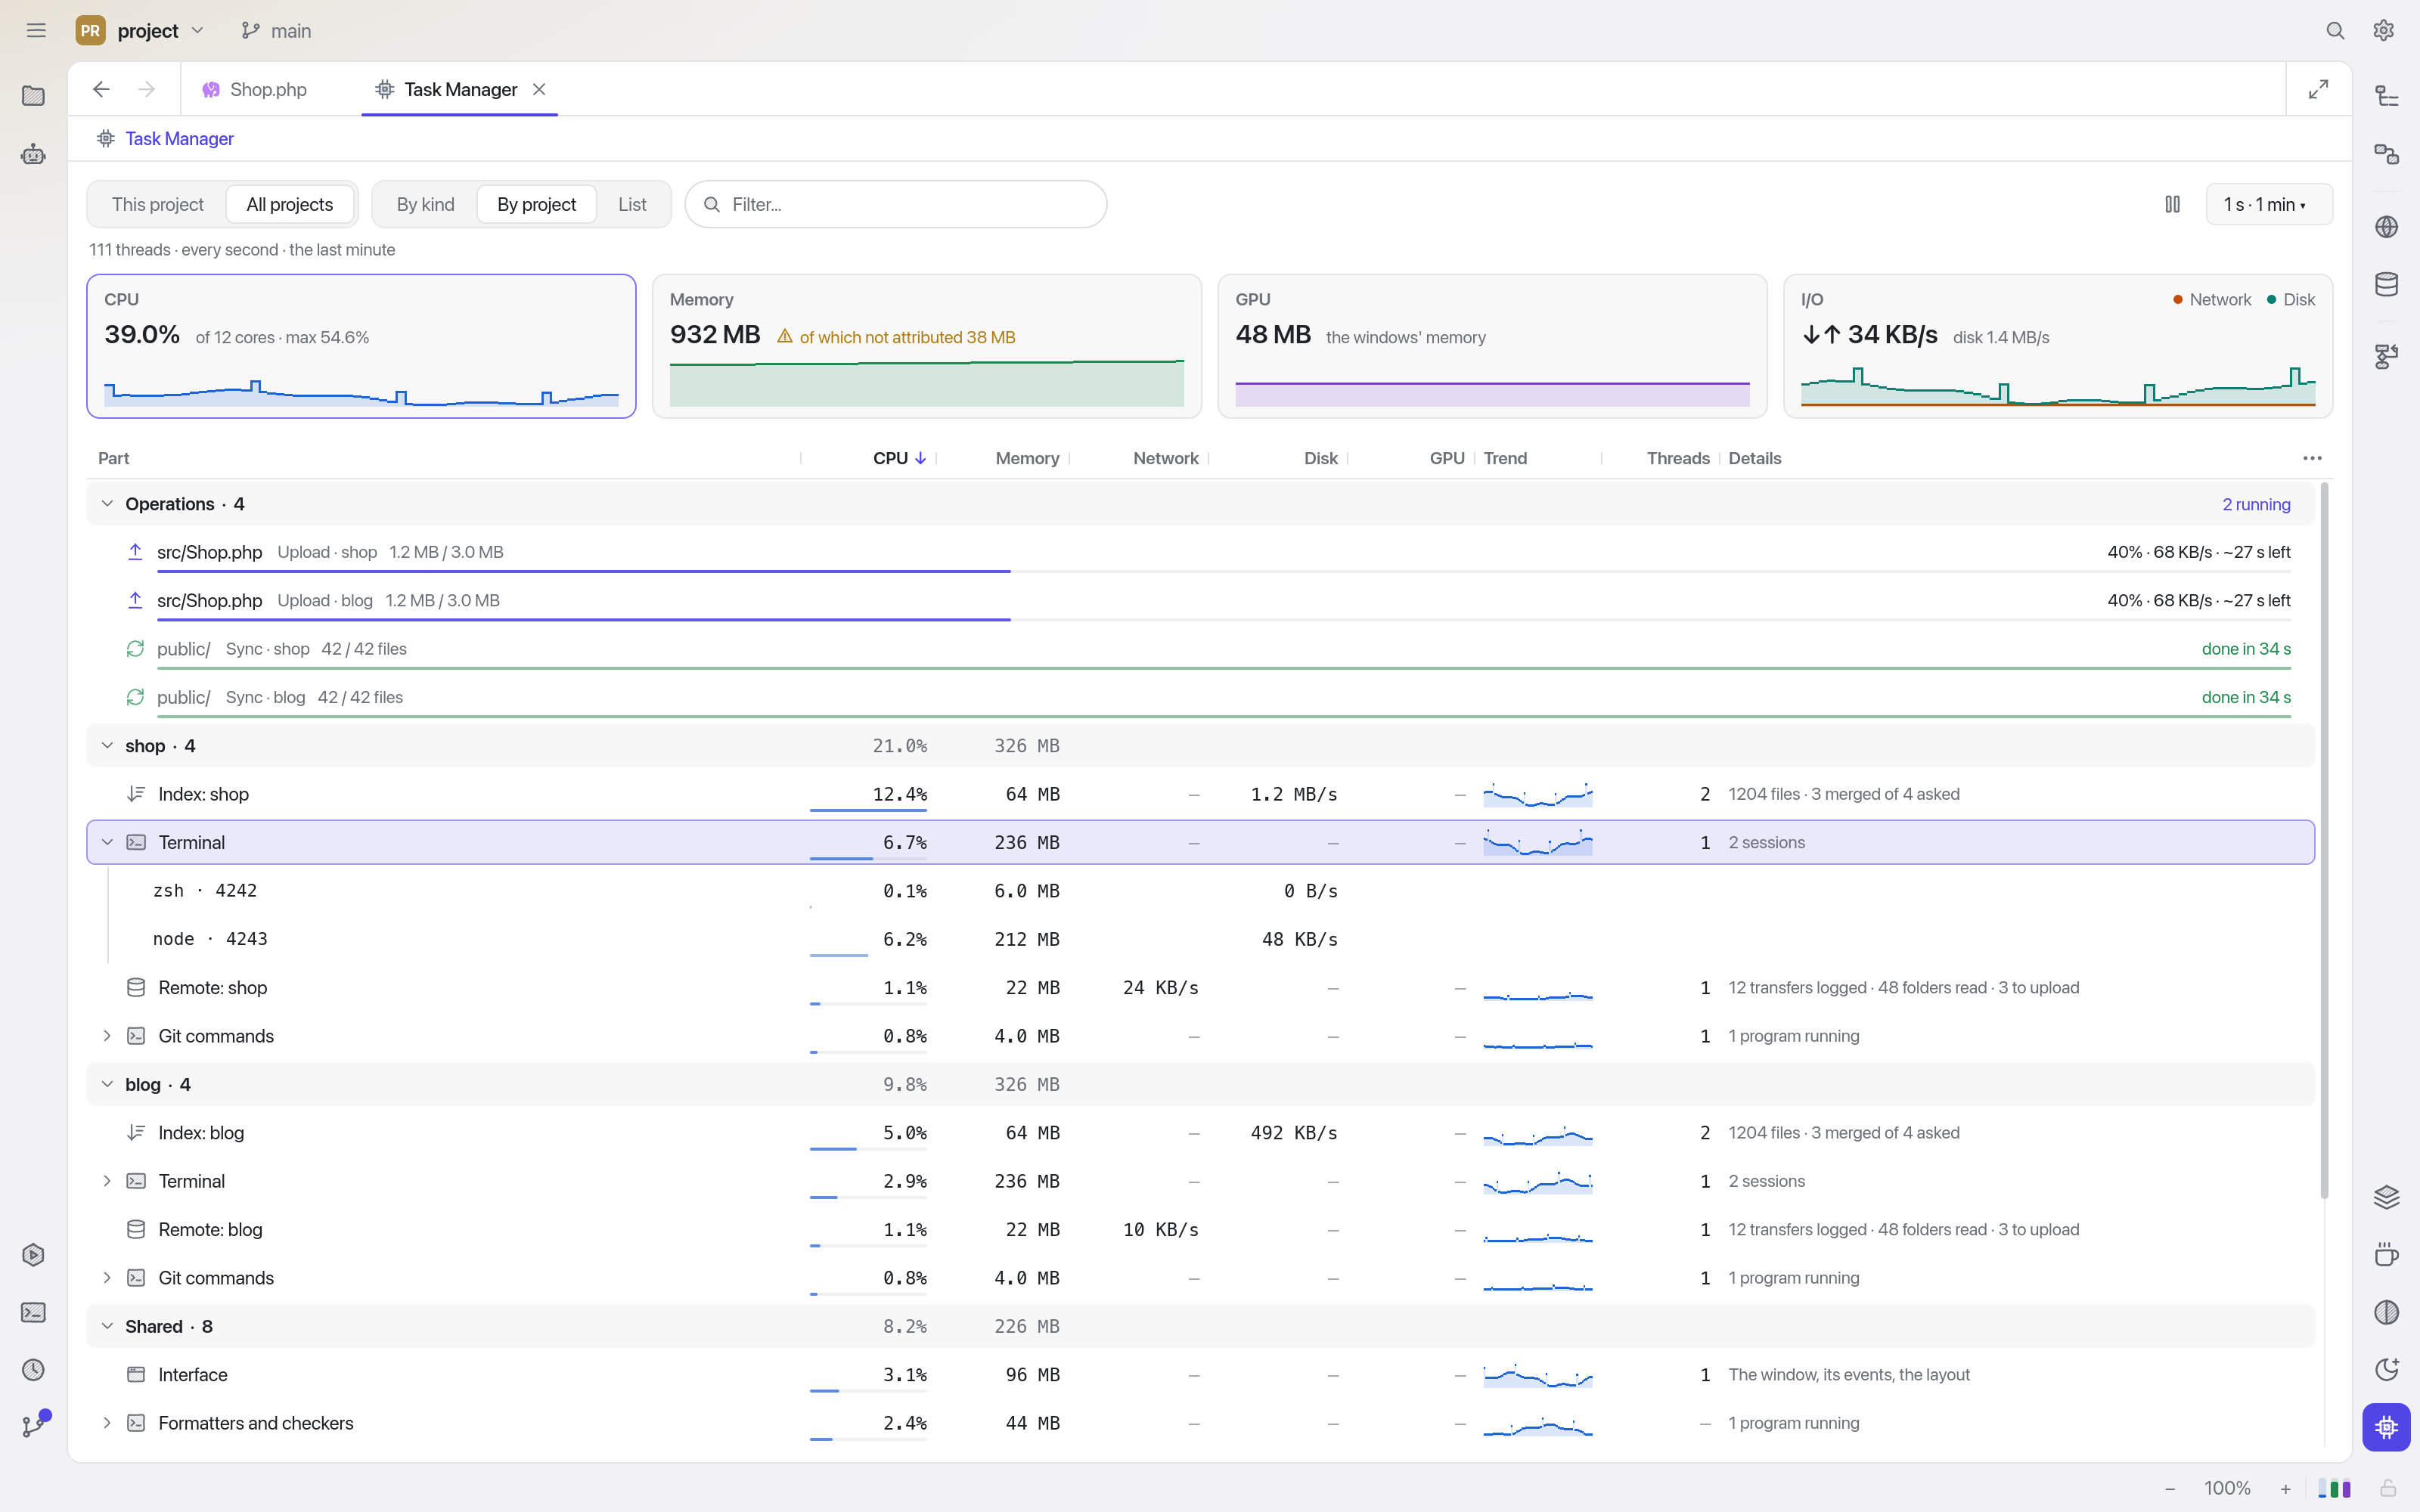 PR project main
Shop.php Task Manager
Task Manager
This project All projects By kind By project List Filter... 1 s · 1 min ▾
111 threads · every second · the last minute
CPU
39.0% of 12 cores · max 54.6%
Memory
932 MB of which not attributed 38 MB
GPU
48 MB the windows' memory
I/O Network Disk
↓↑ 34 KB/s disk 1.4 MB/s
Part CPU ↓ Memory Network Disk GPU Trend Threads Details ···
Operations · 4 2 running
src/Shop.php Upload · shop 1.2 MB / 3.0 MB 40% · 68 KB/s · ~27 s left
src/Shop.php Upload · blog 1.2 MB / 3.0 MB 40% · 68 KB/s · ~27 s left
public/ Sync · shop 42 / 42 files done in 34 s
public/ Sync · blog 42 / 42 files done in 34 s
shop · 4 21.0% 326 MB
Index: shop 12.4% 64 MB — 1.2 MB/s — 2 1204 files · 3 merged of 4 asked
Terminal 6.7% 236 MB — — — 1 2 sessions
zsh · 4242 0.1% 6.0 MB 0 B/s
node · 4243 6.2% 212 MB 48 KB/s
Remote: shop 1.1% 22 MB 24 KB/s — — 1 12 transfers logged · 48 folders read · 3 to upload
Git commands 0.8% 4.0 MB — — — 1 1 program running
blog · 4 9.8% 326 MB
Index: blog 5.0% 64 MB — 492 KB/s — 2 1204 files · 3 merged of 4 asked
Terminal 2.9% 236 MB — — — 1 2 sessions
Remote: blog 1.1% 22 MB 10 KB/s — — 1 12 transfers logged · 48 folders read · 3 to upload
Git commands 0.8% 4.0 MB — — — 1 1 program running
Shared · 8 8.2% 226 MB
Interface 3.1% 96 MB — — — 1 The window, its events, the layout
Formatters and checkers 2.4% 44 MB — — — — 1 program running
− 100% +